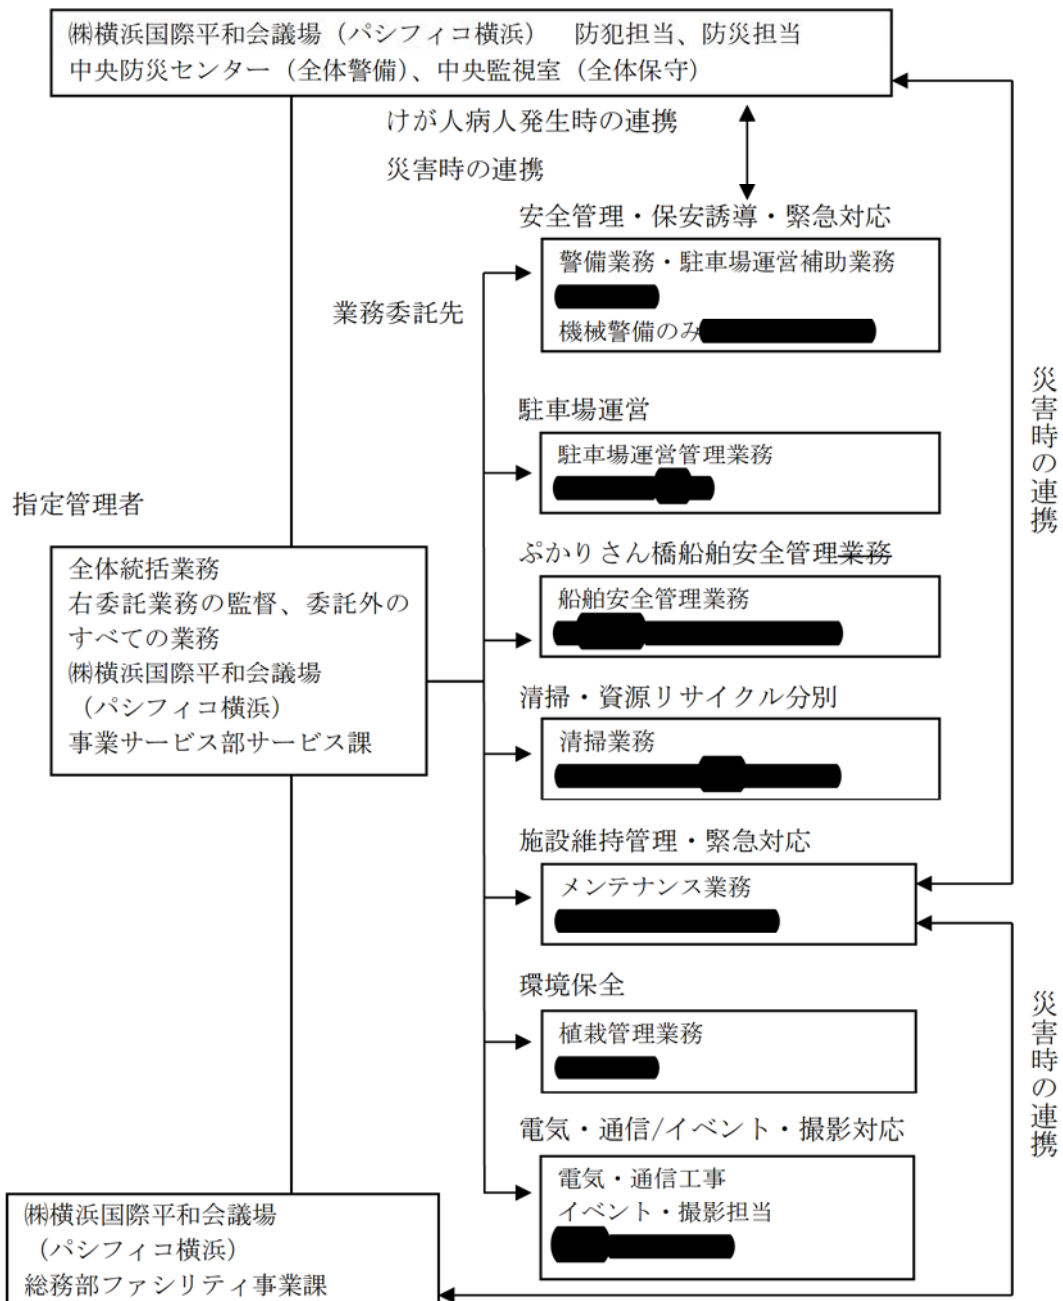 ㈱横浜国際平和会議場（パシフィコ横浜）　防犯担当、防災担当
中央防災センター（全体警備）、中央監視室（全体保守）
けが人病人発生時の連携
災害時の連携
安全管理・保安誘導・緊急対応
警備業務・駐車場運営補助業務
機械警備のみ
業務委託先
駐車場運営
駐車場運営管理業務
指定管理者
全体統括業務
右委託業務の監督、委託外の
すべての業務
㈱横浜国際平和会議場
（パシフィコ横浜）
事業サービス部サービス課
ぷかりさん橋船舶安全管理業務
船舶安全管理業務
清掃・資源リサイクル分別
清掃業務
施設維持管理・緊急対応
メンテナンス業務
環境保全
植栽管理業務
電気・通信/イベント・撮影対応
電気・通信工事
イベント・撮影担当
㈱横浜国際平和会議場
（パシフィコ横浜）
総務部ファシリティ事業課
災害時の連携
災害時の連携